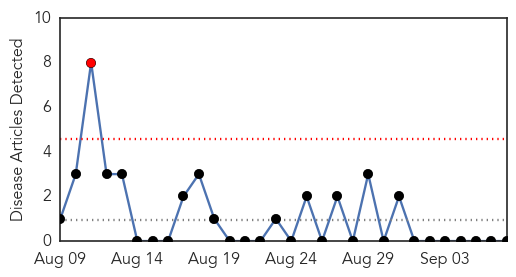 10
8
6
4
2
0
Disease Articles Detected
Aug 09
Aug 14
Aug 19
Aug 24
Aug 29
Sep 03